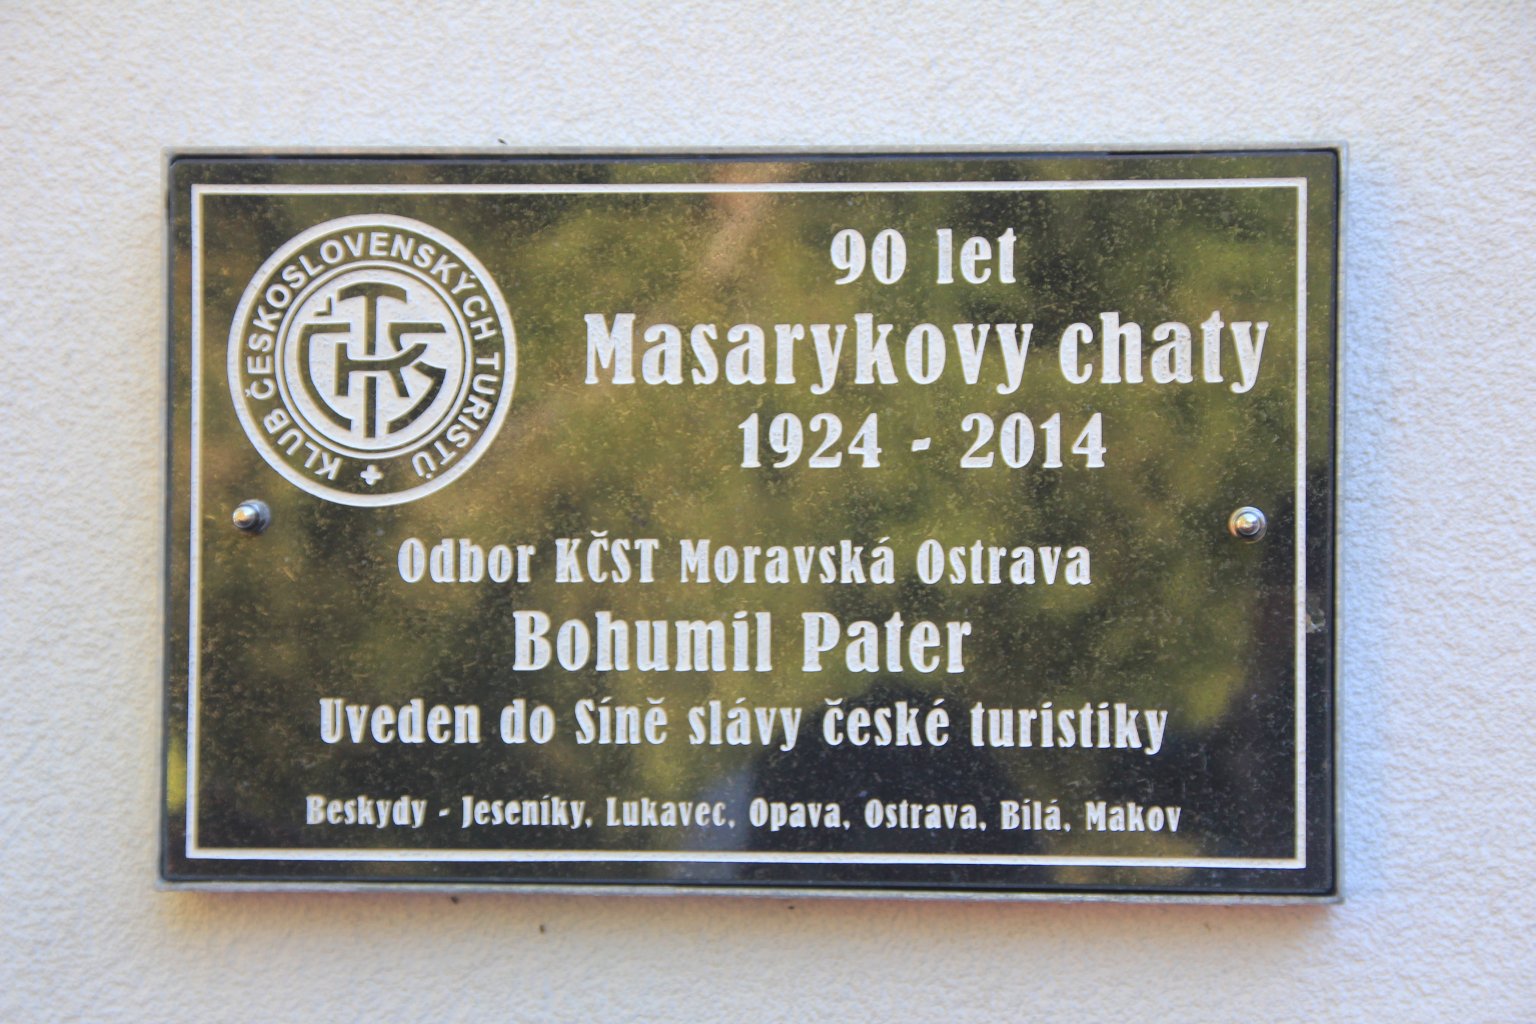 KLUB ČESKOSLOVENSKÝCH TURISTŮ
KČT
90 let
Masarykovy chaty
1924 - 2014
Odbor KČST Moravská Ostrava
Bohumil Pater
Uveden do Síně slávy české turistiky
Beskydy - Jeseníky, Lukavec, Opava, Ostrava, Bílá, Makov